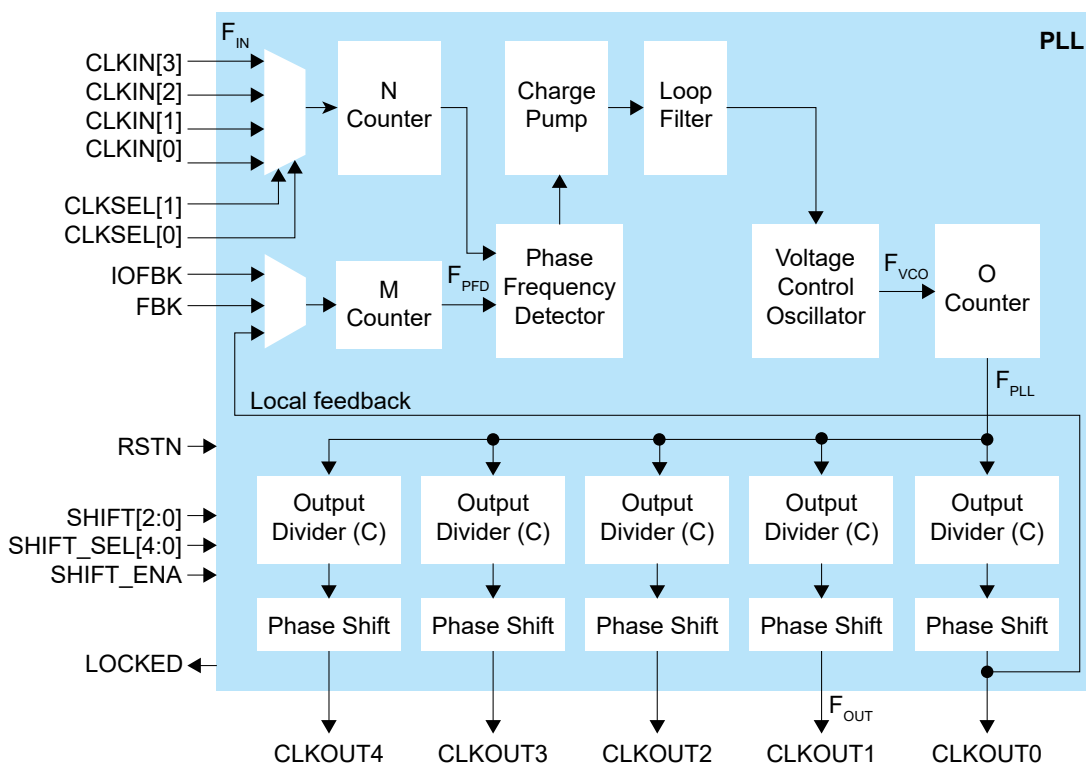 PLL
F_IN
CLKIN[3]
CLKIN[2]
CLKIN[1]
CLKIN[0]
CLKSEL[1]
CLKSEL[0]
N
Counter
Charge
Pump
Loop
Filter
IOFBK
FBK
M
Counter
F_PFD
Phase
Frequency
Detector
Voltage
Control
Oscillator
F_VCO
O
Counter
F_PLL
Local feedback
RSTN
SHIFT[2:0]
SHIFT_SEL[4:0]
SHIFT_ENA
LOCKED
Output
Divider (C)
Output
Divider (C)
Output
Divider (C)
Output
Divider (C)
Output
Divider (C)
Phase Shift
Phase Shift
Phase Shift
Phase Shift
Phase Shift
F_OUT
CLKOUT4
CLKOUT3
CLKOUT2
CLKOUT1
CLKOUT0